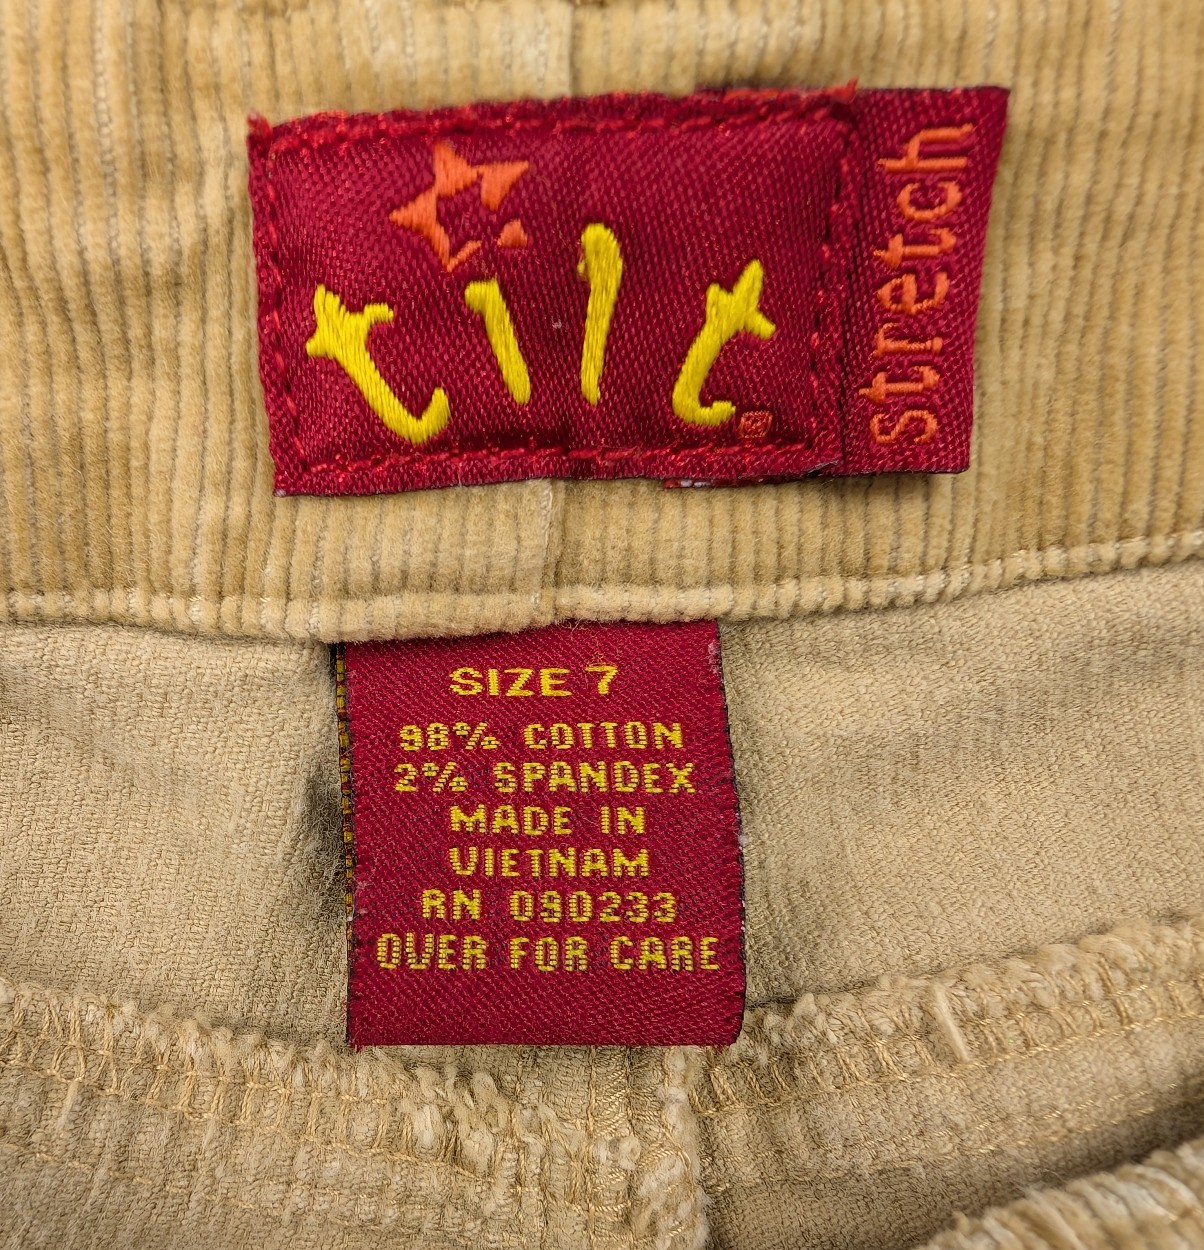 tilt®
stretch
SIZE 7
98% COTTON
2% SPANDEX
MADE IN
VIETNAM
RN 090233
OVER FOR CARE